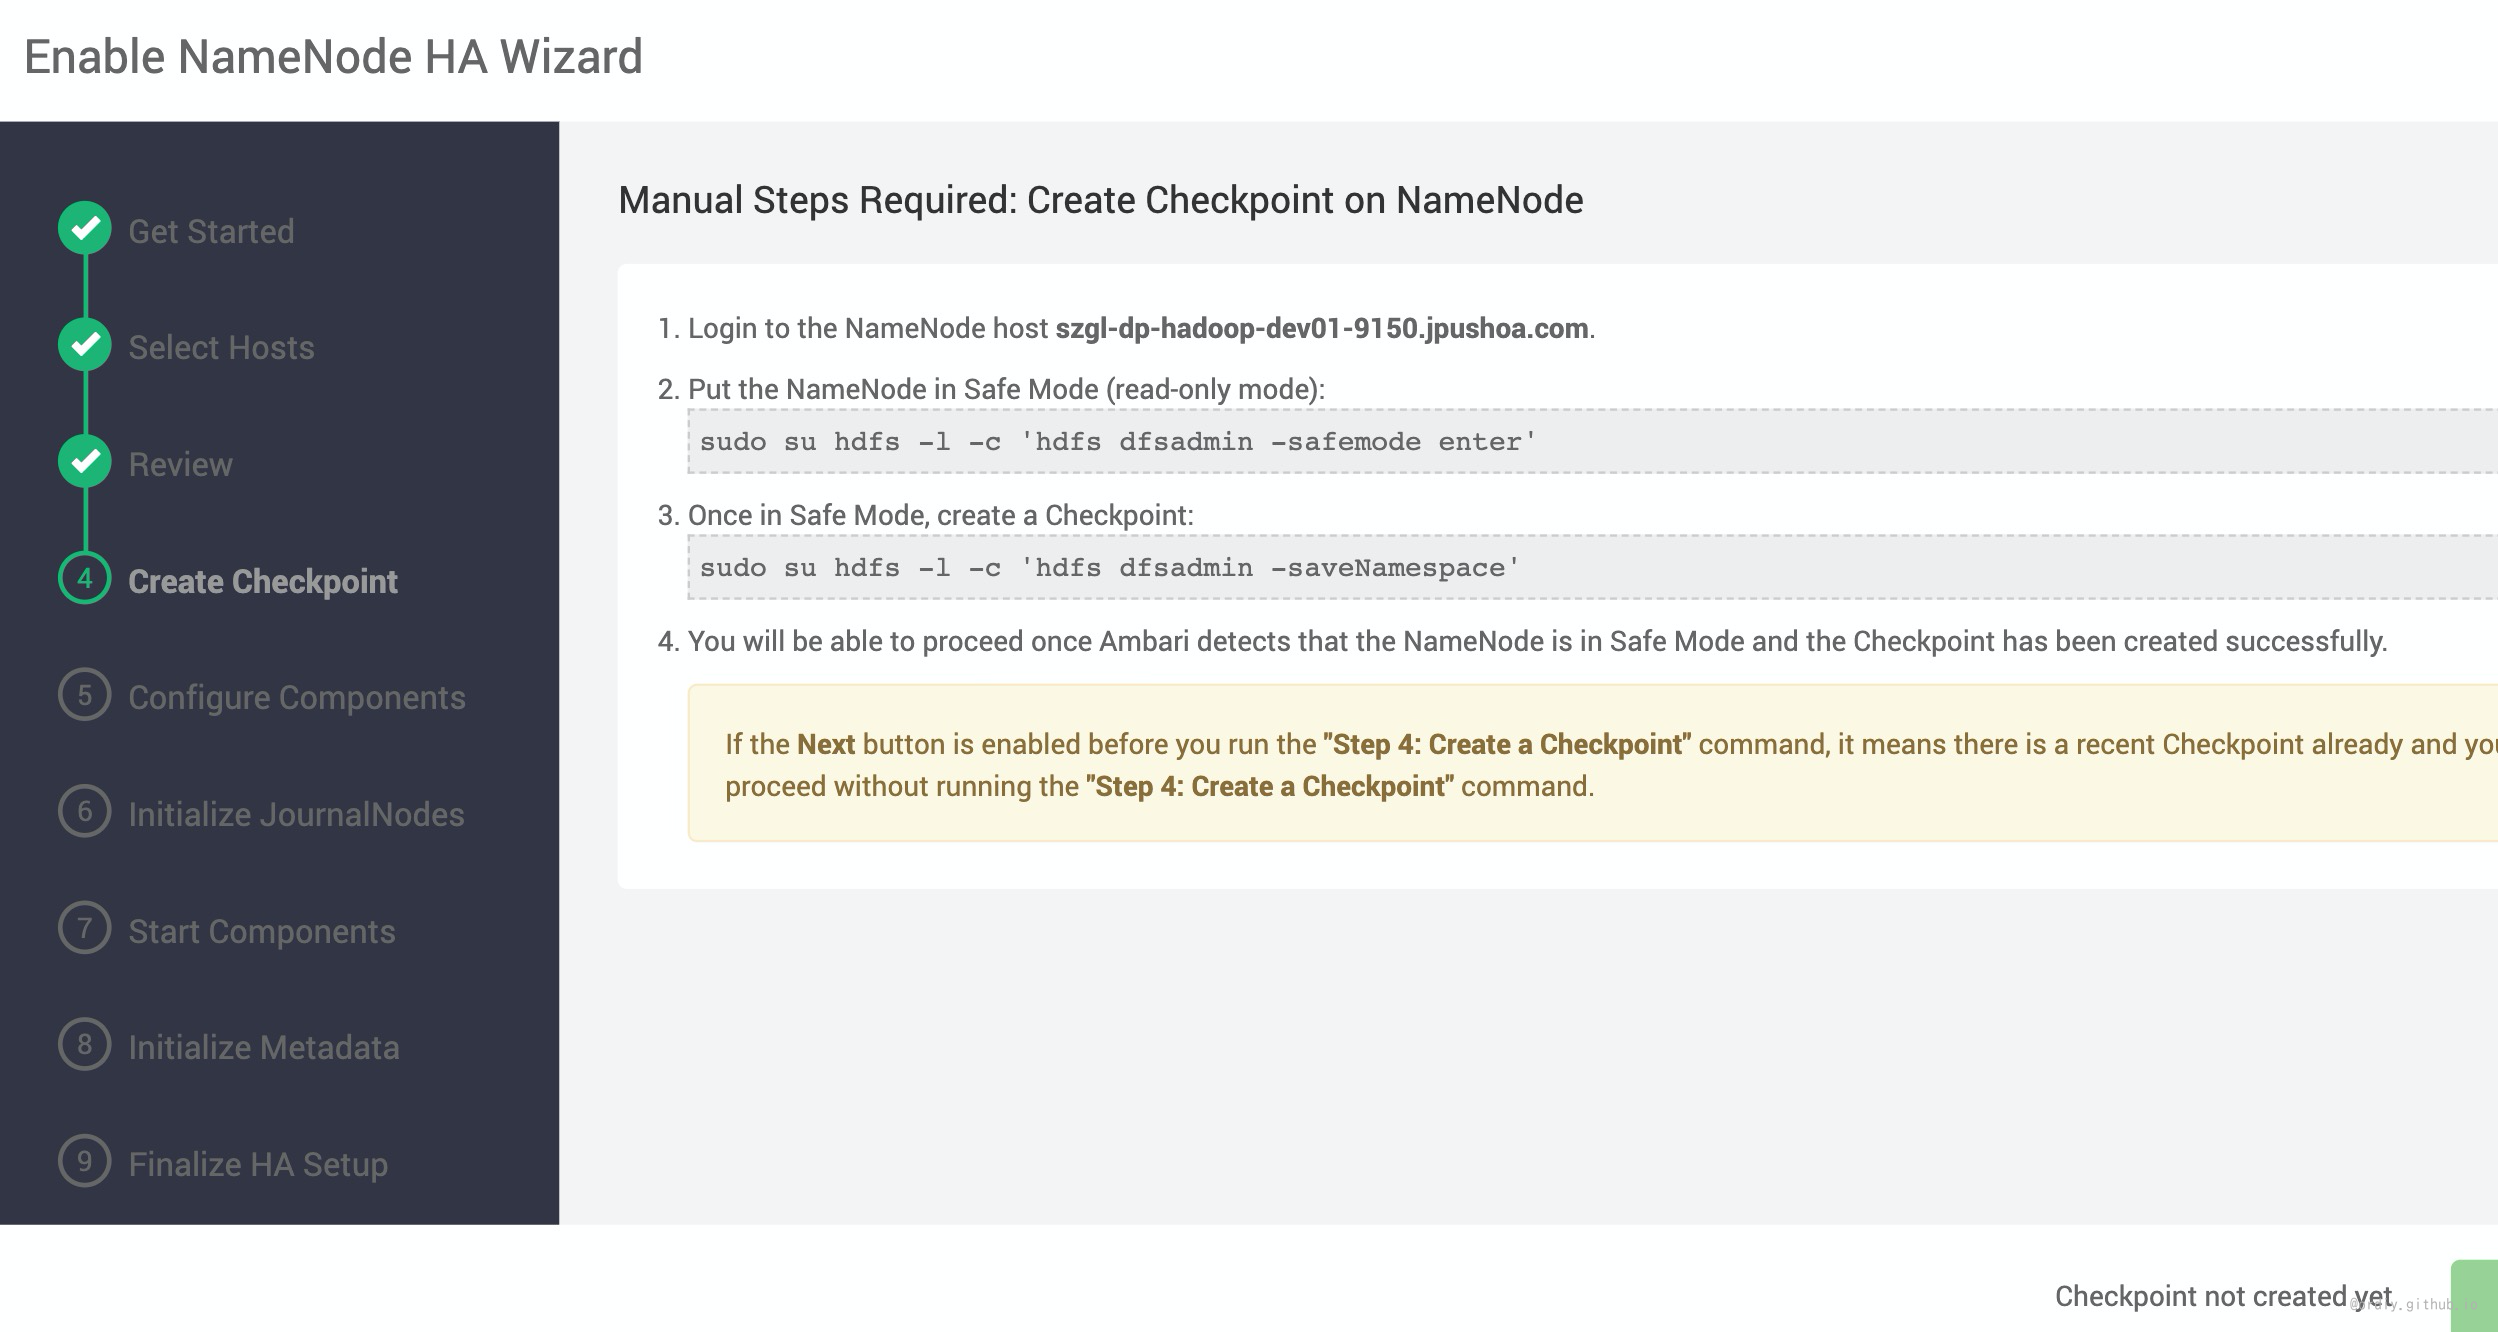 Enable NameNode HA Wizard
Get Started
Select Hosts
Review
4 Create Checkpoint
5 Configure Components
6 Initialize JournalNodes
7 Start Components
8 Initialize Metadata
9 Finalize HA Setup
Manual Steps Required: Create Checkpoint on NameNode
1. Login to the NameNode host szgl-dp-hadoop-dev01-9150.jpushoa.com.
2. Put the NameNode in Safe Mode (read-only mode):
sudo su hdfs -l -c 'hdfs dfsadmin -safemode enter'
3. Once in Safe Mode, create a Checkpoint:
sudo su hdfs -l -c 'hdfs dfsadmin -saveNamespace'
4. You will be able to proceed once Ambari detects that the NameNode is in Safe Mode and the Checkpoint has been created successfully.
If the Next button is enabled before you run the "Step 4: Create a Checkpoint" command, it means there is a recent Checkpoint already and you
proceed without running the "Step 4: Create a Checkpoint" command.
Checkpoint not created yet